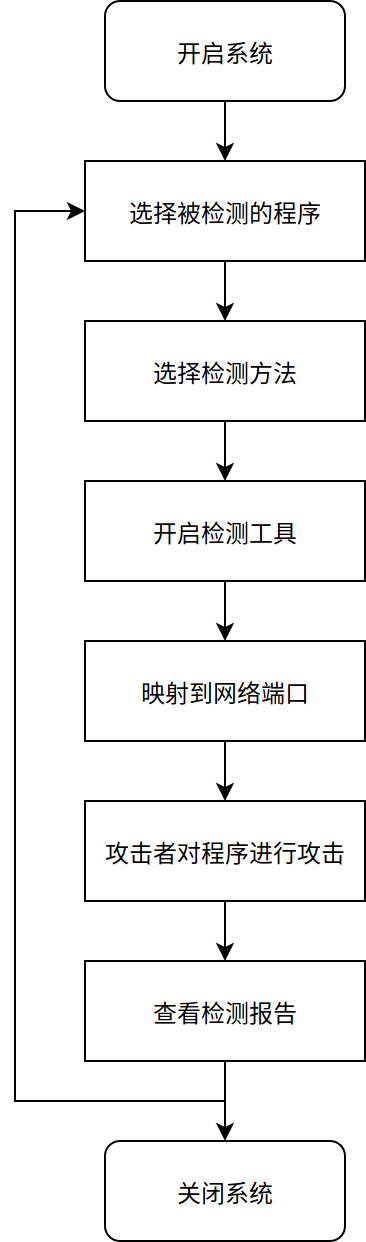 开启系统
选择被检测的程序
选择检测方法
开启检测工具
映射到网络端口
攻击者对程序进行攻击
查看检测报告
关闭系统